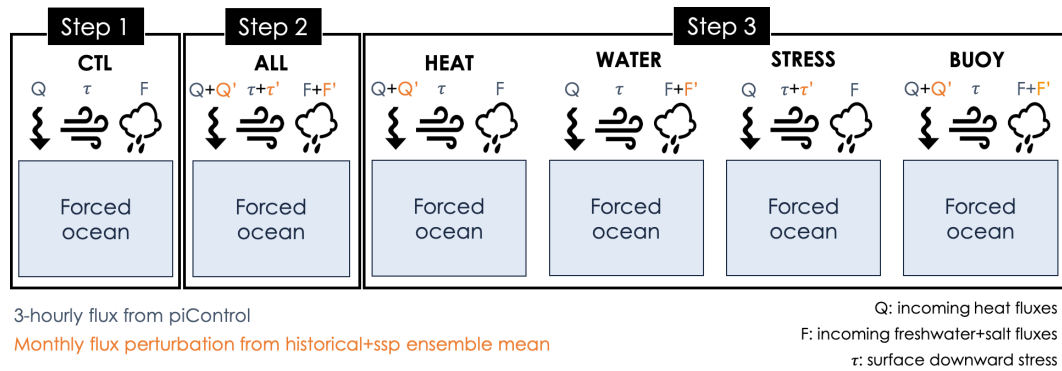 Step 1
Step 2
Step 3
CTL
ALL
HEAT
WATER
STRESS
BUOY
Q τ F
Q+Q' τ+τ' F+F'
Q+Q' τ F
Q τ F+F'
Q τ+τ' F
Q+Q' τ F+F'
Forced
ocean
Forced
ocean
Forced
ocean
Forced
ocean
Forced
ocean
Forced
ocean
3-hourly flux from piControl
Monthly flux perturbation from historical+ssp ensemble mean
Q: incoming heat fluxes
F: incoming freshwater+salt fluxes
τ: surface downward stress